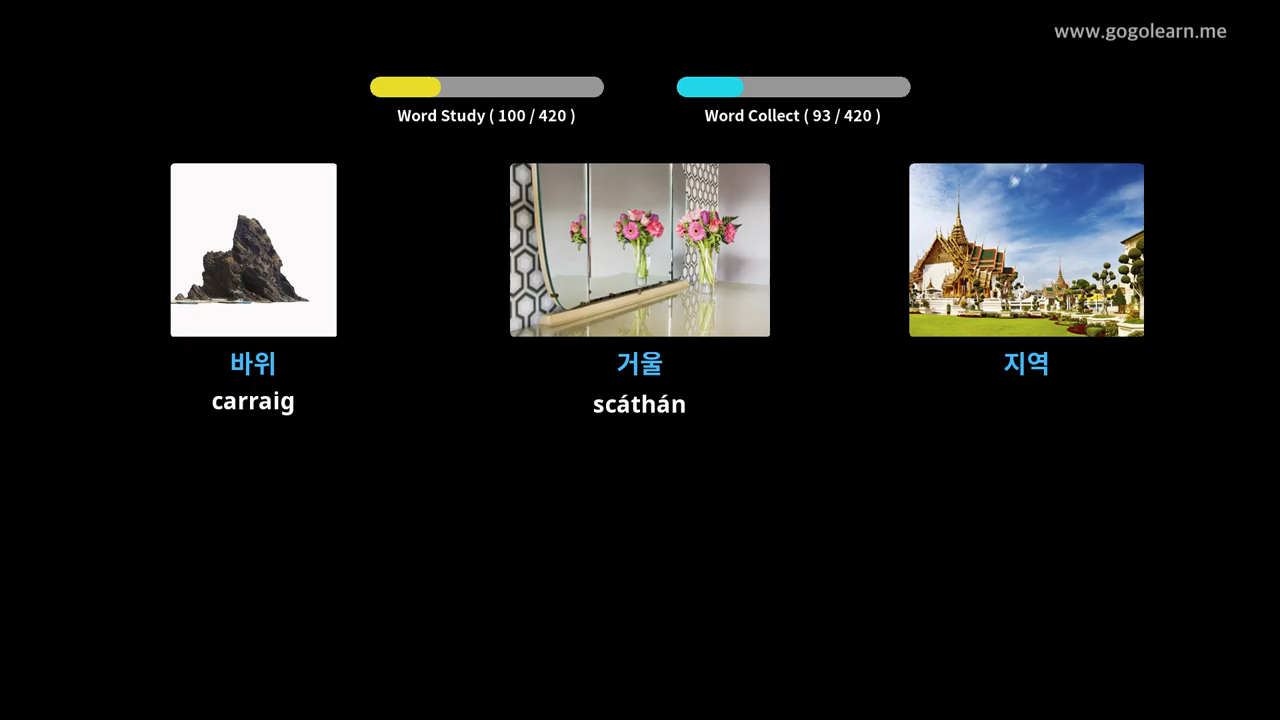 www.gogolearn.me
Word Study ( 100 / 420 )
Word Collect ( 93 / 420 )
바위
거울
지역
carraig
scáthán